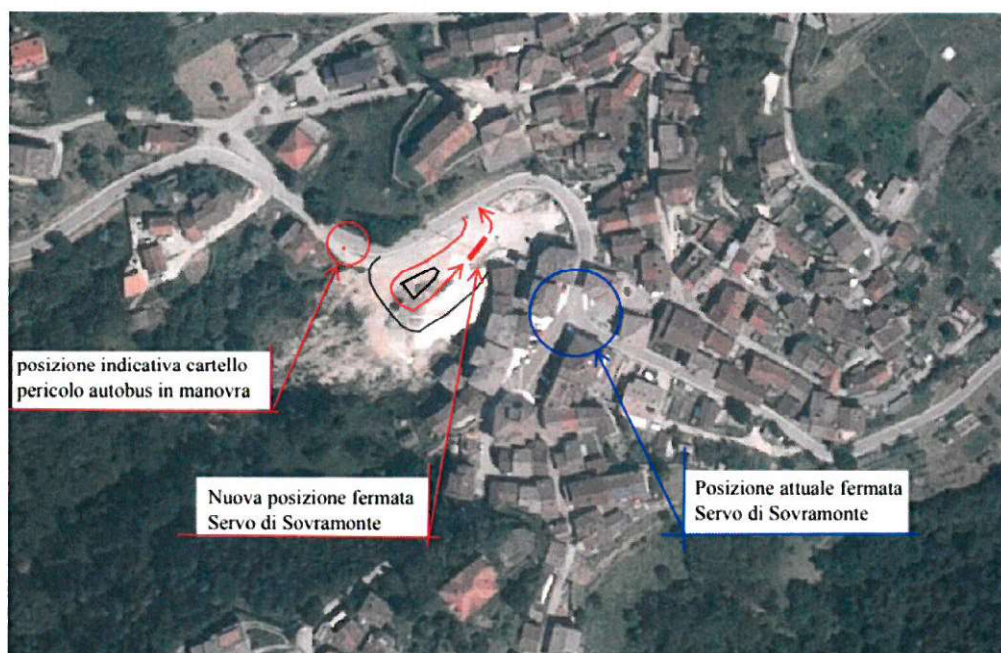 posizione indicativa cartello
pericolo autobus in manovra
Nuova posizione fermata
Servo di Sovramonte
Posizione attuale fermata
Servo di Sovramonte